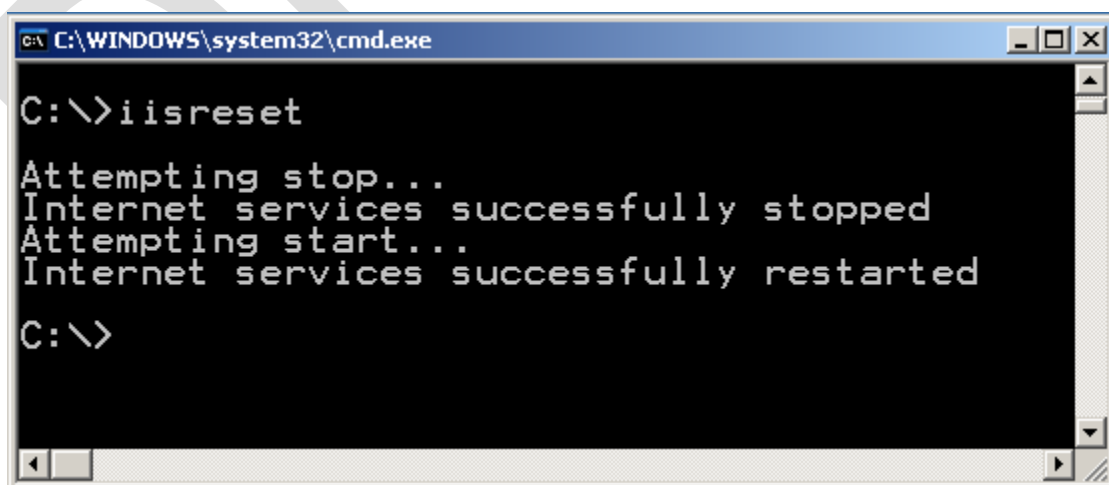 C:\WINDOWS\system32\cmd.exe
C:\>iisreset
Attempting stop...
Internet services successfully stopped
Attempting start...
Internet services successfully restarted
C:\>